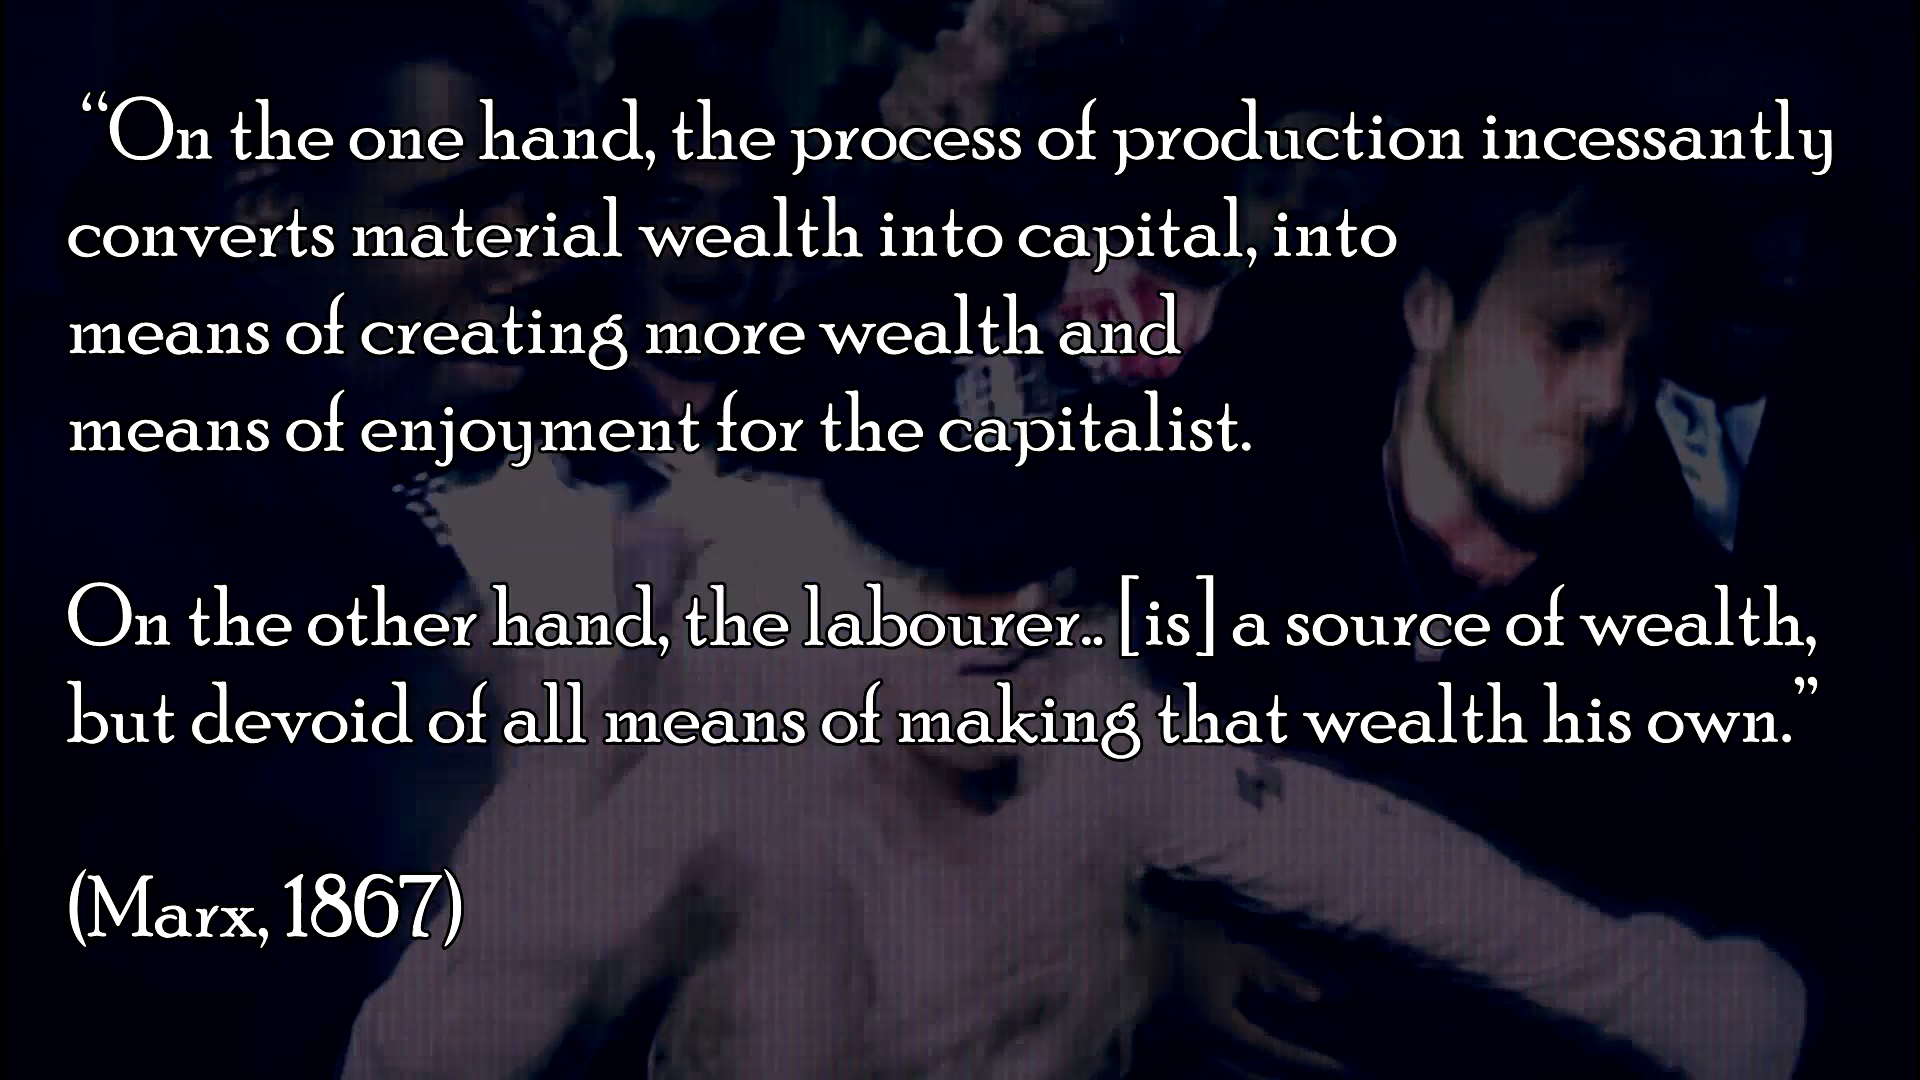 “On the one hand, the process of production incessantly
converts material wealth into capital, into
means of creating more wealth and
means of enjoyment for the capitalist.
On the other hand, the labourer.. [is] a source of wealth,
but devoid of all means of making that wealth his own.”
(Marx, 1867)